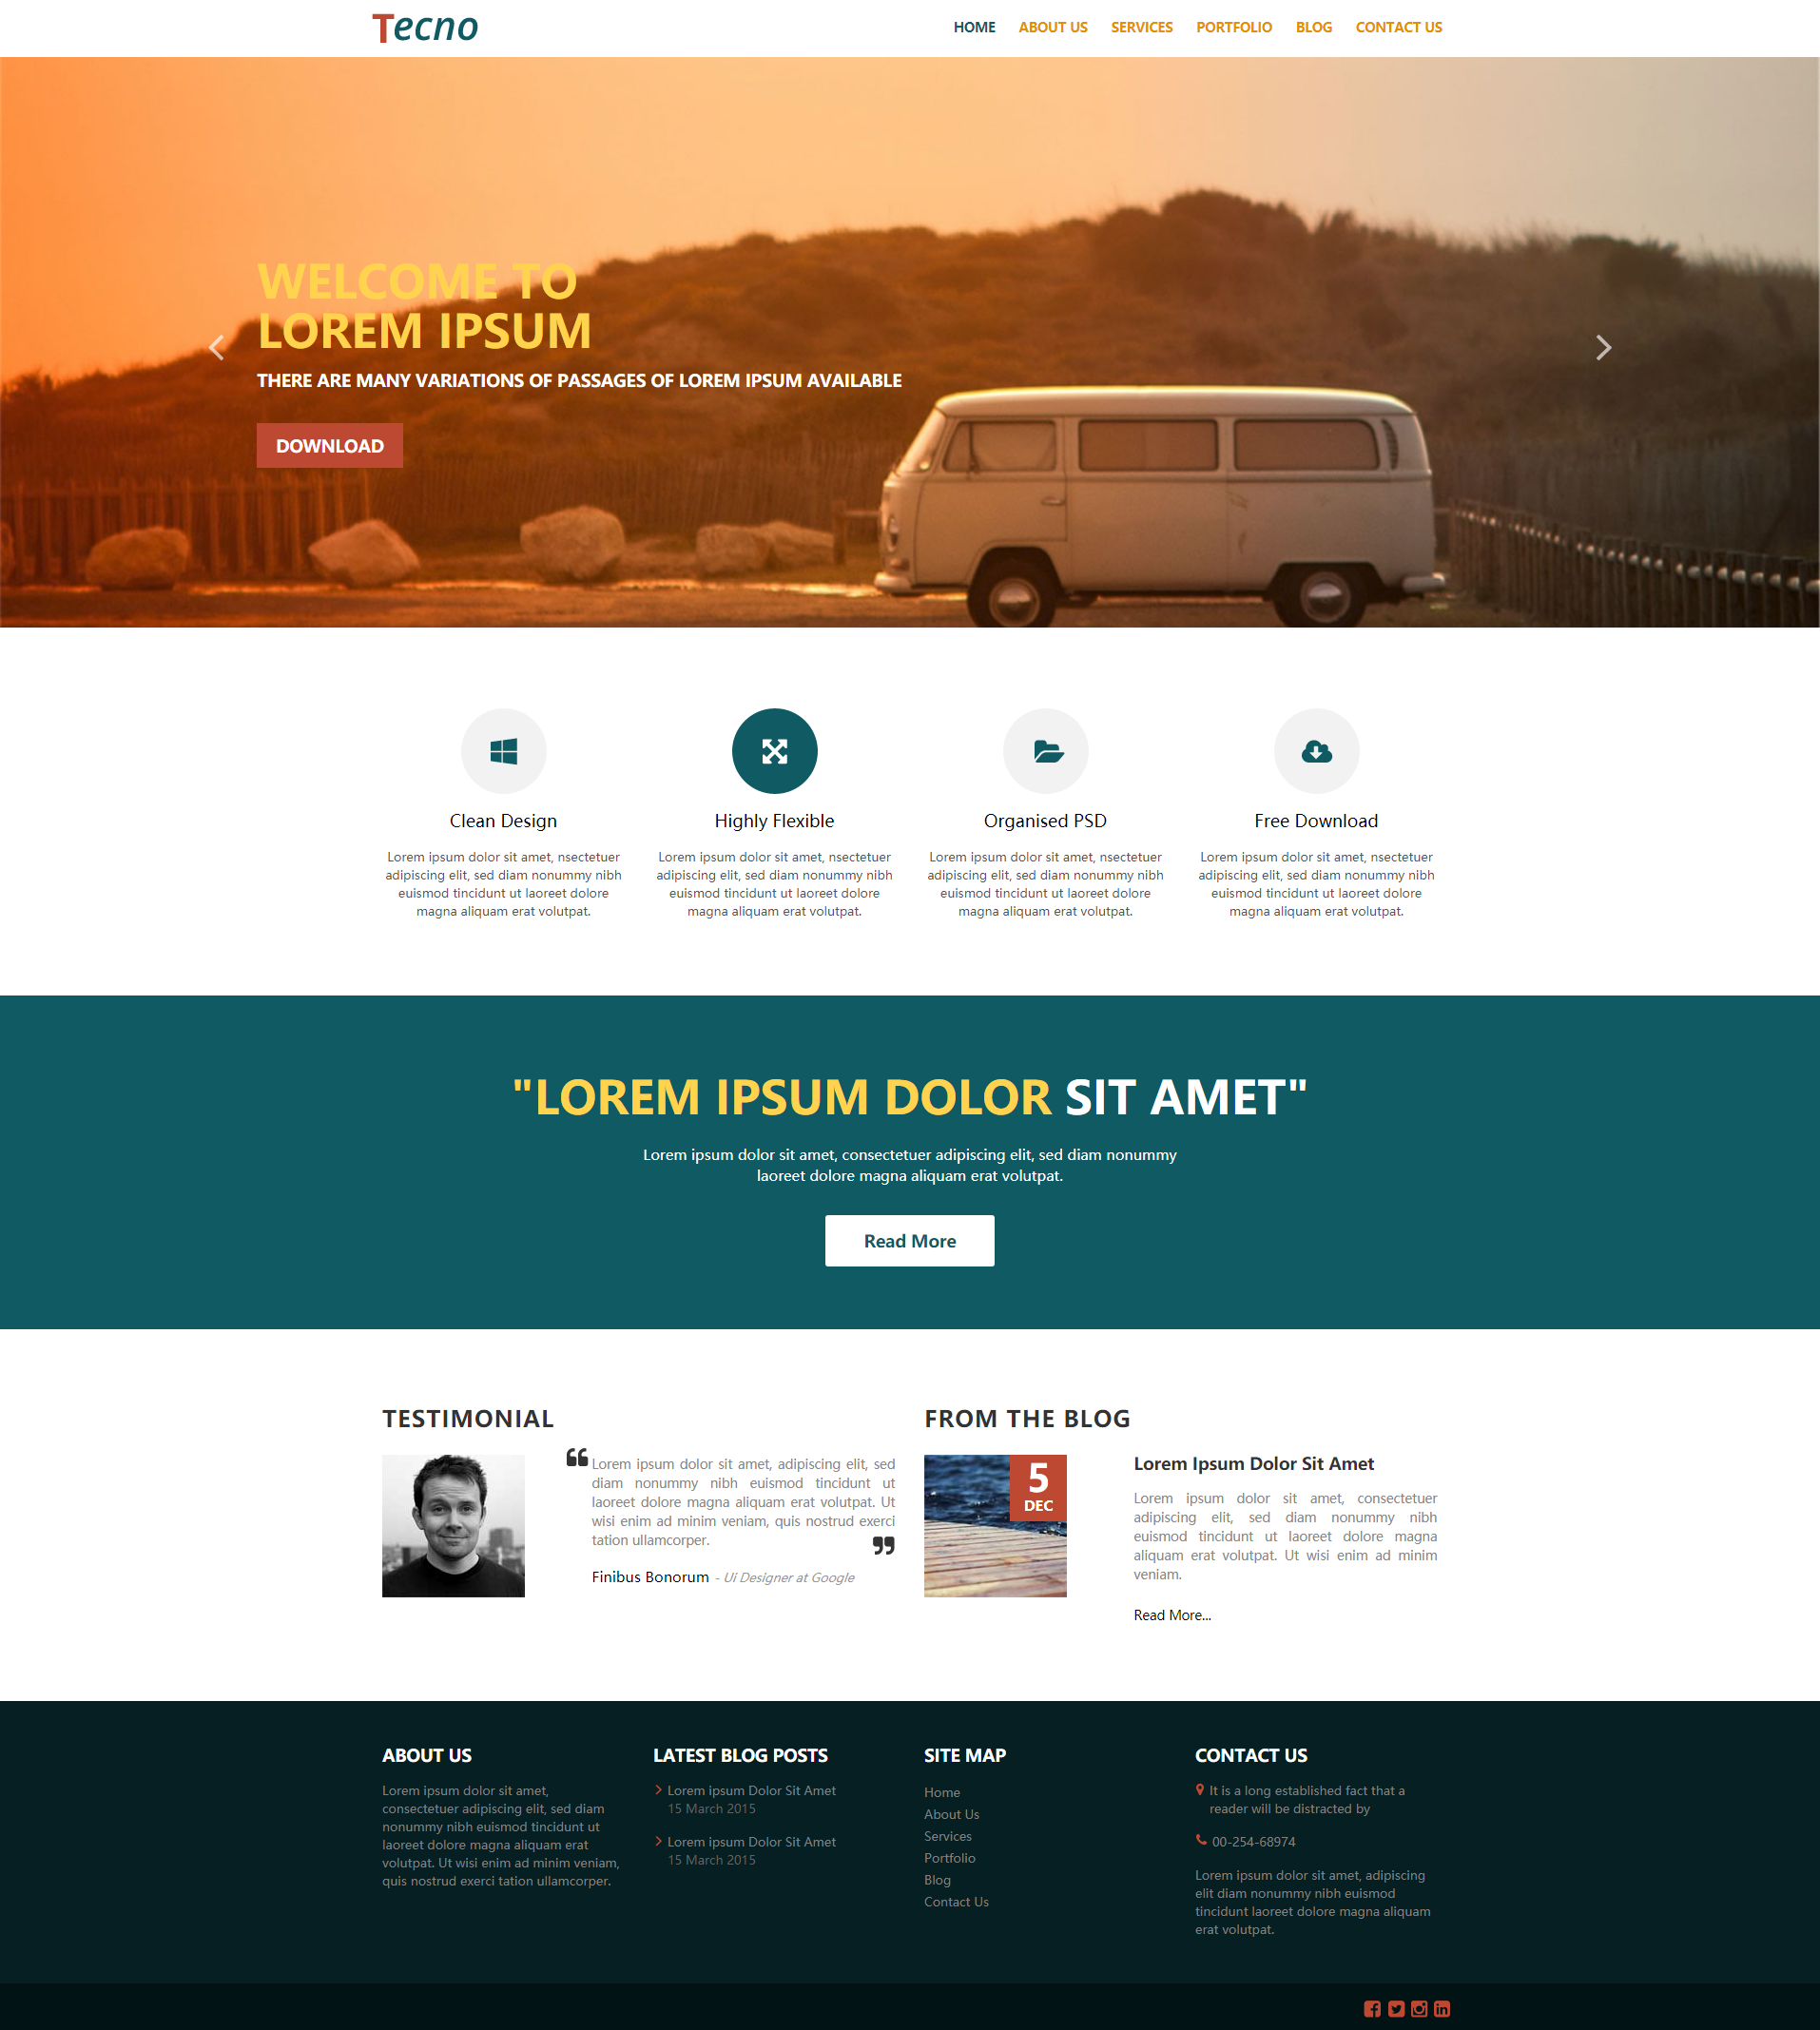 Tecno
HOME ABOUT US SERVICES PORTFOLIO BLOG CONTACT US
WELCOME TO
LOREM IPSUM
THERE ARE MANY VARIATIONS OF PASSAGES OF LOREM IPSUM AVAILABLE
DOWNLOAD
Clean Design
Lorem ipsum dolor sit amet, nsectetuer
adipiscing elit, sed diam nonummy nibh
euismod tincidunt ut laoreet dolore
magna aliquam erat volutpat.
Highly Flexible
Lorem ipsum dolor sit amet, nsectetuer
adipiscing elit, sed diam nonummy nibh
euismod tincidunt ut laoreet dolore
magna aliquam erat volutpat.
Organised PSD
Lorem ipsum dolor sit amet, nsectetuer
adipiscing elit, sed diam nonummy nibh
euismod tincidunt ut laoreet dolore
magna aliquam erat volutpat.
Free Download
Lorem ipsum dolor sit amet, nsectetuer
adipiscing elit, sed diam nonummy nibh
euismod tincidunt ut laoreet dolore
magna aliquam erat volutpat.
"LOREM IPSUM DOLOR SIT AMET"
Lorem ipsum dolor sit amet, consectetuer adipiscing elit, sed diam nonummy
laoreet dolore magna aliquam erat volutpat.
Read More
TESTIMONIAL
Lorem ipsum dolor sit amet, adipiscing elit, sed
diam nonummy nibh euismod tincidunt ut
laoreet dolore magna aliquam erat volutpat. Ut
wisi enim ad minim veniam, quis nostrud exerci
tation ullamcorper.
Finibus Bonorum - Ui Designer at Google
FROM THE BLOG
5
DEC
Lorem Ipsum Dolor Sit Amet
Lorem ipsum dolor sit amet, consectetuer
adipiscing elit, sed diam nonummy nibh
euismod tincidunt ut laoreet dolore magna
aliquam erat volutpat. Ut wisi enim ad minim
veniam.
Read More...
ABOUT US
Lorem ipsum dolor sit amet,
consectetuer adipiscing elit, sed diam
nonummy nibh euismod tincidunt ut
laoreet dolore magna aliquam erat
volutpat. Ut wisi enim ad minim veniam,
quis nostrud exerci tation ullamcorper.
LATEST BLOG POSTS
Lorem ipsum Dolor Sit Amet
15 March 2015
Lorem ipsum Dolor Sit Amet
15 March 2015
SITE MAP
Home
About Us
Services
Portfolio
Blog
Contact Us
CONTACT US
It is a long established fact that a
reader will be distracted by
00-254-68974
Lorem ipsum dolor sit amet, adipiscing
elit diam nonummy nibh euismod
tincidunt laoreet dolore magna aliquam
erat volutpat.